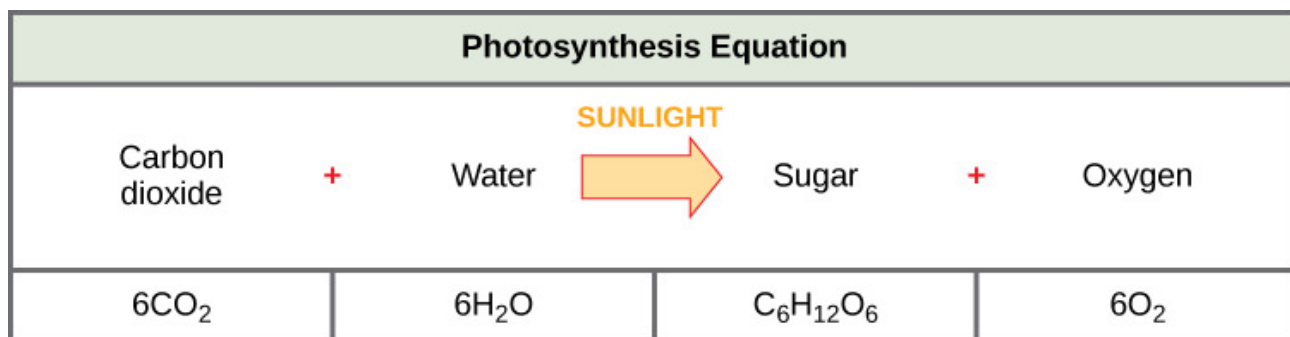 Photosynthesis Equation
SUNLIGHT
Carbon
dioxide + Water Sugar + Oxygen
6CO₂ 6H₂O C₆H₁₂O₆ 6O₂